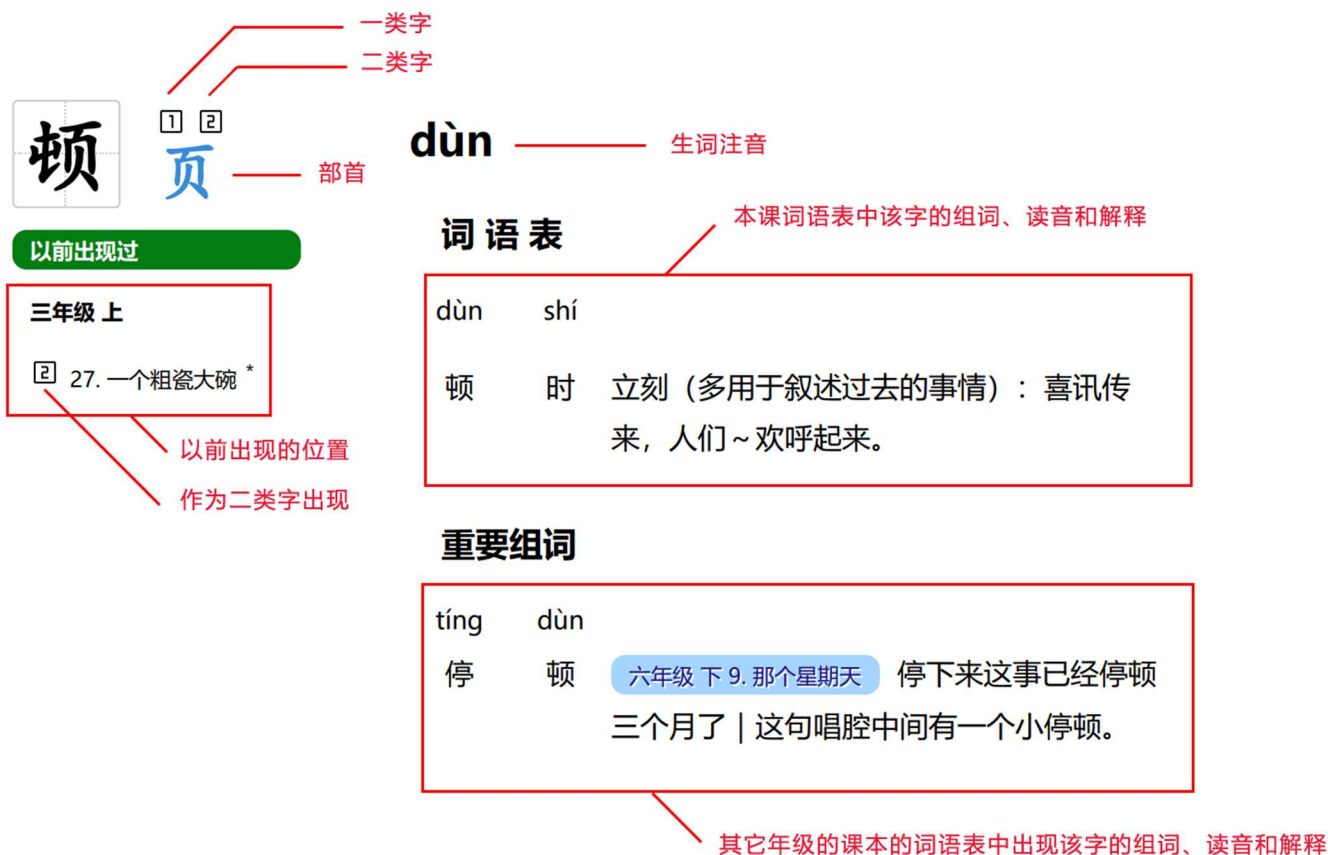 一类字
二类字
顿
1 2
页
部首
dùn
生词注音
以前出现过
三年级 上
2 27. 一个粗瓷大碗 *
以前出现的位置
作为二类字出现
词 语 表
本课词语表中该字的组词、读音和解释
dùn shí
顿 时 立刻（多用于叙述过去的事情）：喜讯传
来，人们～欢呼起来。
重要组词
tíng dùn
停 顿 六年级 下 9. 那个星期天 停下来这事已经停顿
三个月了｜这句唱腔中间有一个小停顿。
其它年级的课本的词语表中出现该字的组词、读音和解释